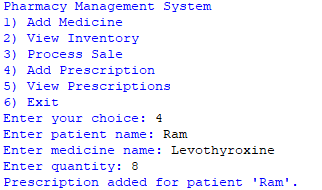 Pharmacy Management System
1) Add Medicine
2) View Inventory
3) Process Sale
4) Add Prescription
5) View Prescriptions
6) Exit
Enter your choice: 4
Enter patient name: Ram
Enter medicine name: Levothyroxine
Enter quantity: 8
Prescription added for patient 'Ram'.